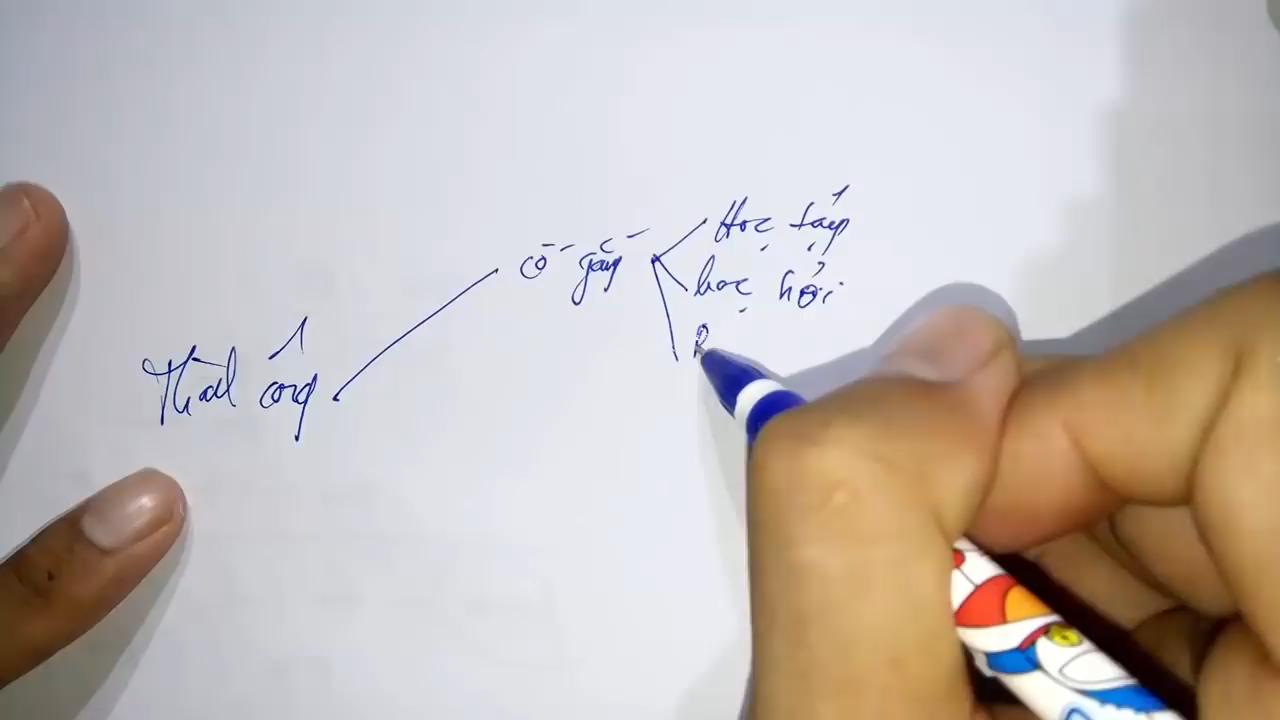 Thành công
cố gắng
Học tập
học hỏi